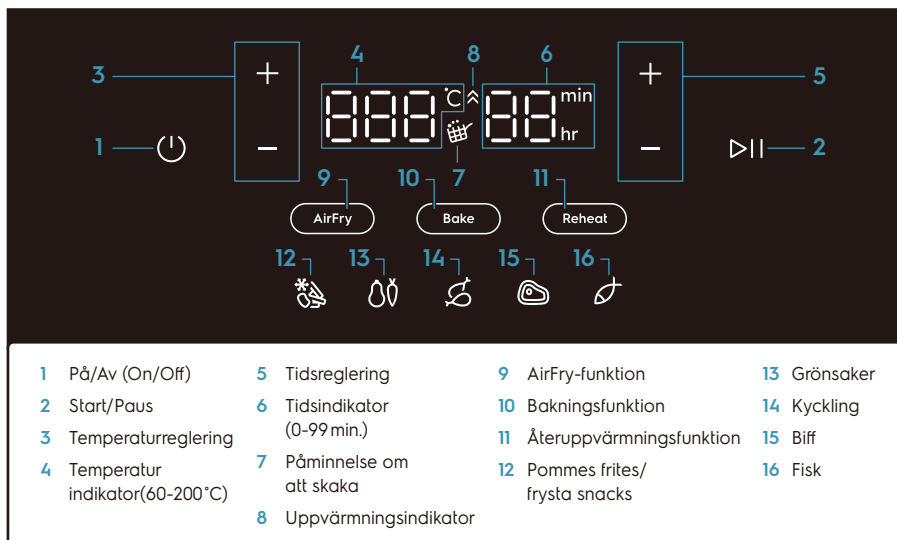 4 8 6
3 + 888 °C 88 min + 5
hr
1 − − 2
9 10 7 11
AirFry Bake Reheat
12 13 14 15 16
1 På/Av (On/Off)
2 Start/Paus
3 Temperaturreglering
4 Temperatur
indikator(60-200˚C)
5 Tidsreglering
6 Tidsindikator
(0-99 min.)
7 Påminnelse om
att skaka
8 Uppvärmningsindikator
9 AirFry-funktion
10 Bakningsfunktion
11 Återuppvärmningsfunktion
12 Pommes frites/
frysta snacks
13 Grönsaker
14 Kyckling
15 Biff
16 Fisk